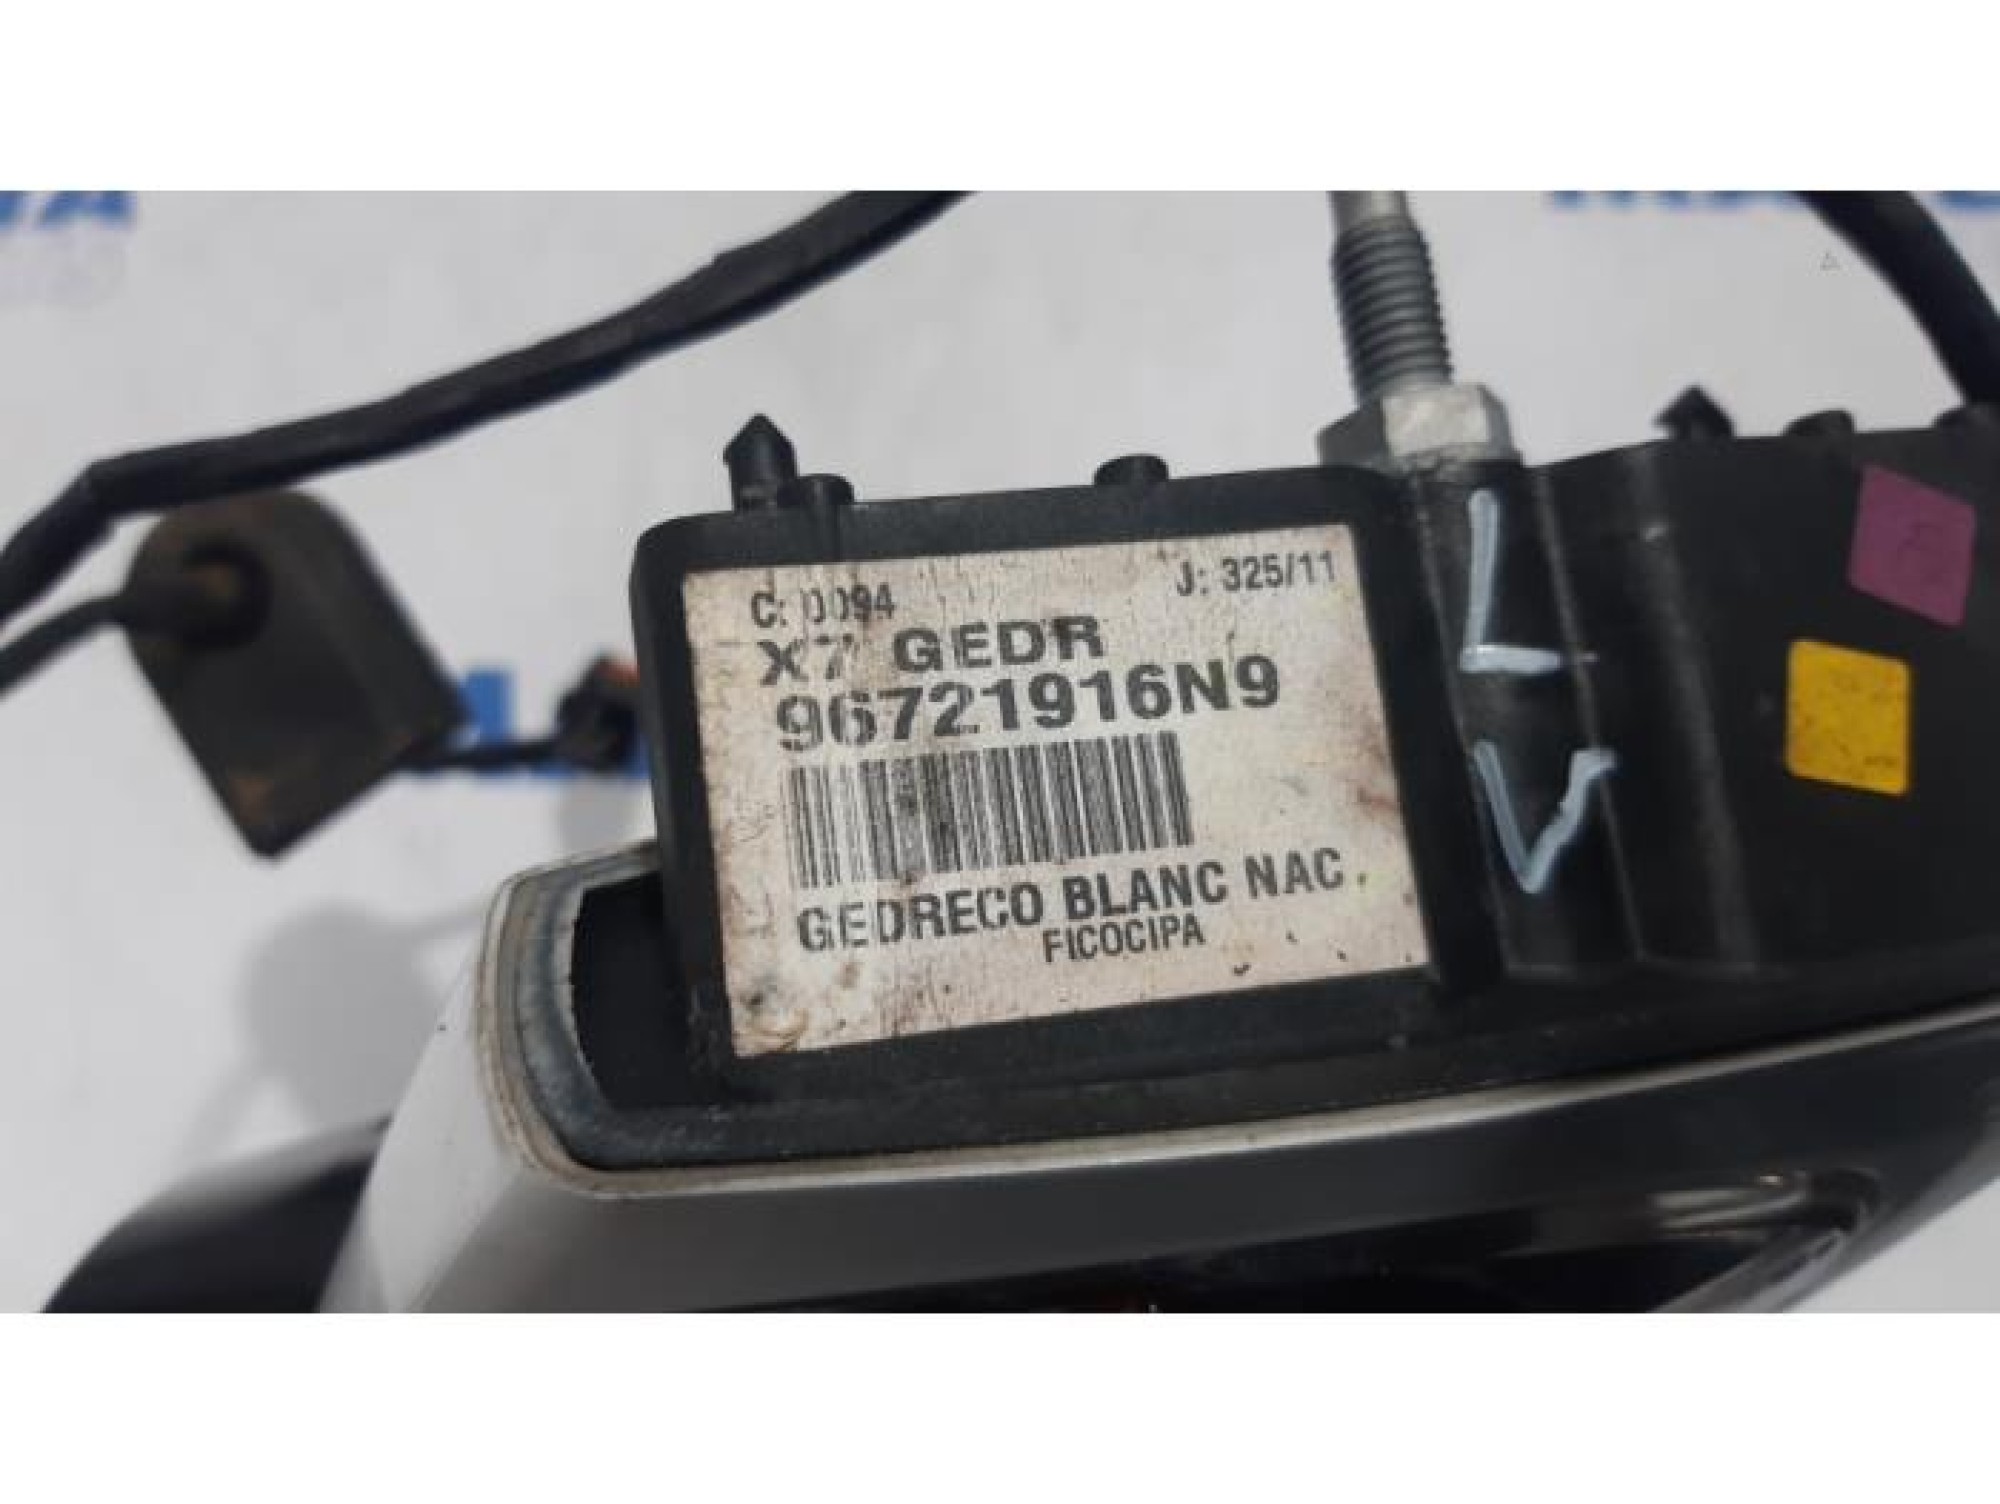 C: 0094 J: 325/11
X7 GEDR
96721916N9
GEDRECO BLANC NAC.
FICOCIPA
L
V